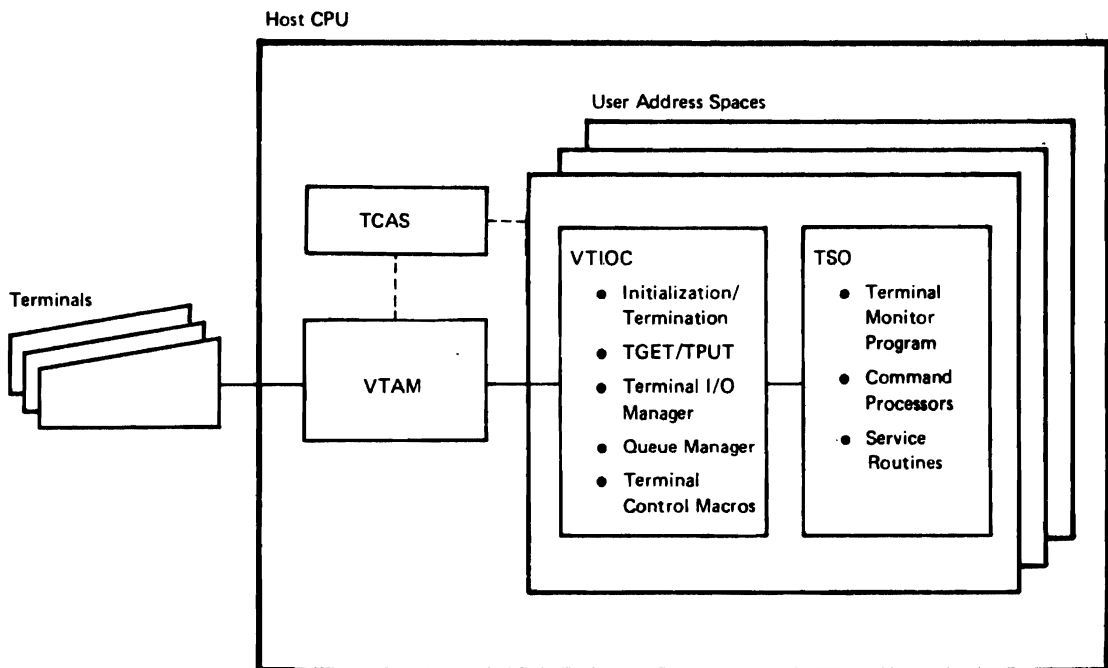 Host CPU
User Address Spaces
TCAS
Terminals
VTAM
VTIOC
● Initialization/
Termination
● TGET/TPUT
● Terminal I/O
Manager
● Queue Manager
● Terminal
Control Macros
TSO
● Terminal
Monitor
Program
● Command
Processors
● Service
Routines